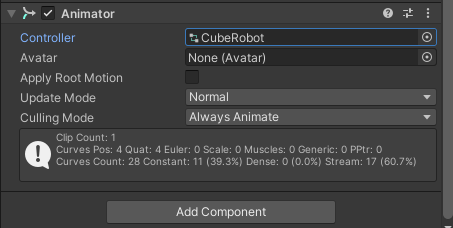 Animator
Controller CubeRobot
Avatar None (Avatar)
Apply Root Motion
Update Mode Normal
Culling Mode Always Animate
Clip Count: 1
Curves Pos: 4 Quat: 4 Euler: 0 Scale: 0 Muscles: 0 Generic: 0 PPtr: 0
Curves Count: 28 Constant: 11 (39.3%) Dense: 0 (0.0%) Stream: 17 (60.7%)
Add Component